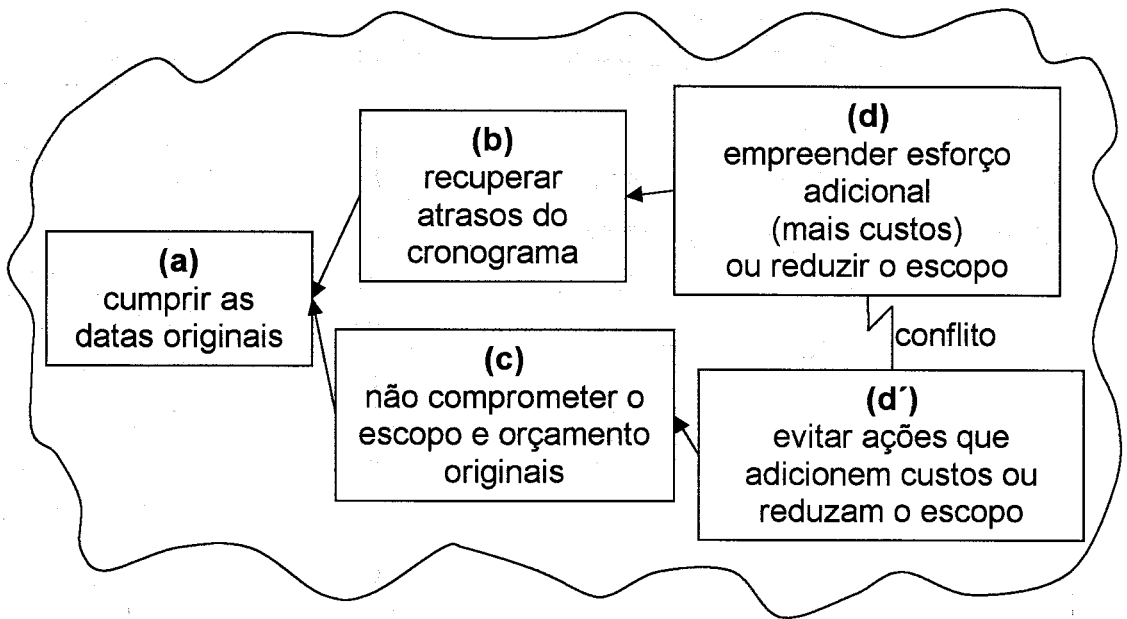 (a)
cumprir as
datas originais
(b)
recuperar
atrasos do
cronograma
(c)
não comprometer o
escopo e orçamento
originais
(d)
empreender esforço
adicional
(mais custos)
ou reduzir o escopo
conflito
(d´)
evitar ações que
adicionem custos ou
reduzam o escopo